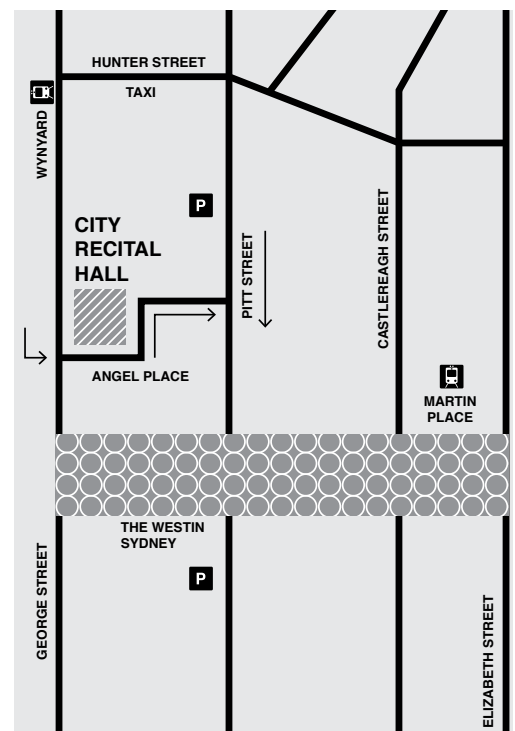 HUNTER STREET
TAXI
WYNYARD
P
CITY
RECITAL
HALL
PITT STREET
CASTLEREAGH STREET
ANGEL PLACE
MARTIN
PLACE
THE WESTIN
SYDNEY
P
GEORGE STREET
ELIZABETH STREET